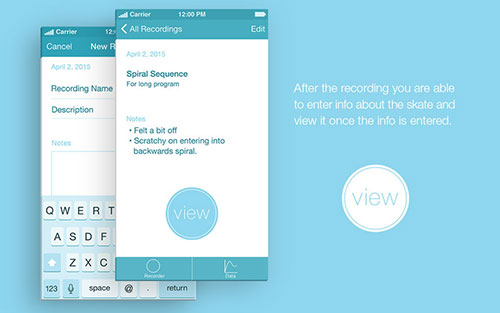 Carrier 12:
Cancel New R
April 2, 2015
Recording Name
Description
Notes
Q W E R T
A S D F
Z X C
123 space @ . return
Carrier 12:00 PM
All Recordings Edit
April 2, 2015
Spiral Sequence
For long program
Notes
• Felt a bit off
• Scratchy on entering into
backwards spiral.
view
Recorder Data
After the recording you are able
to enter info about the skate and
view it once the info is entered.
view